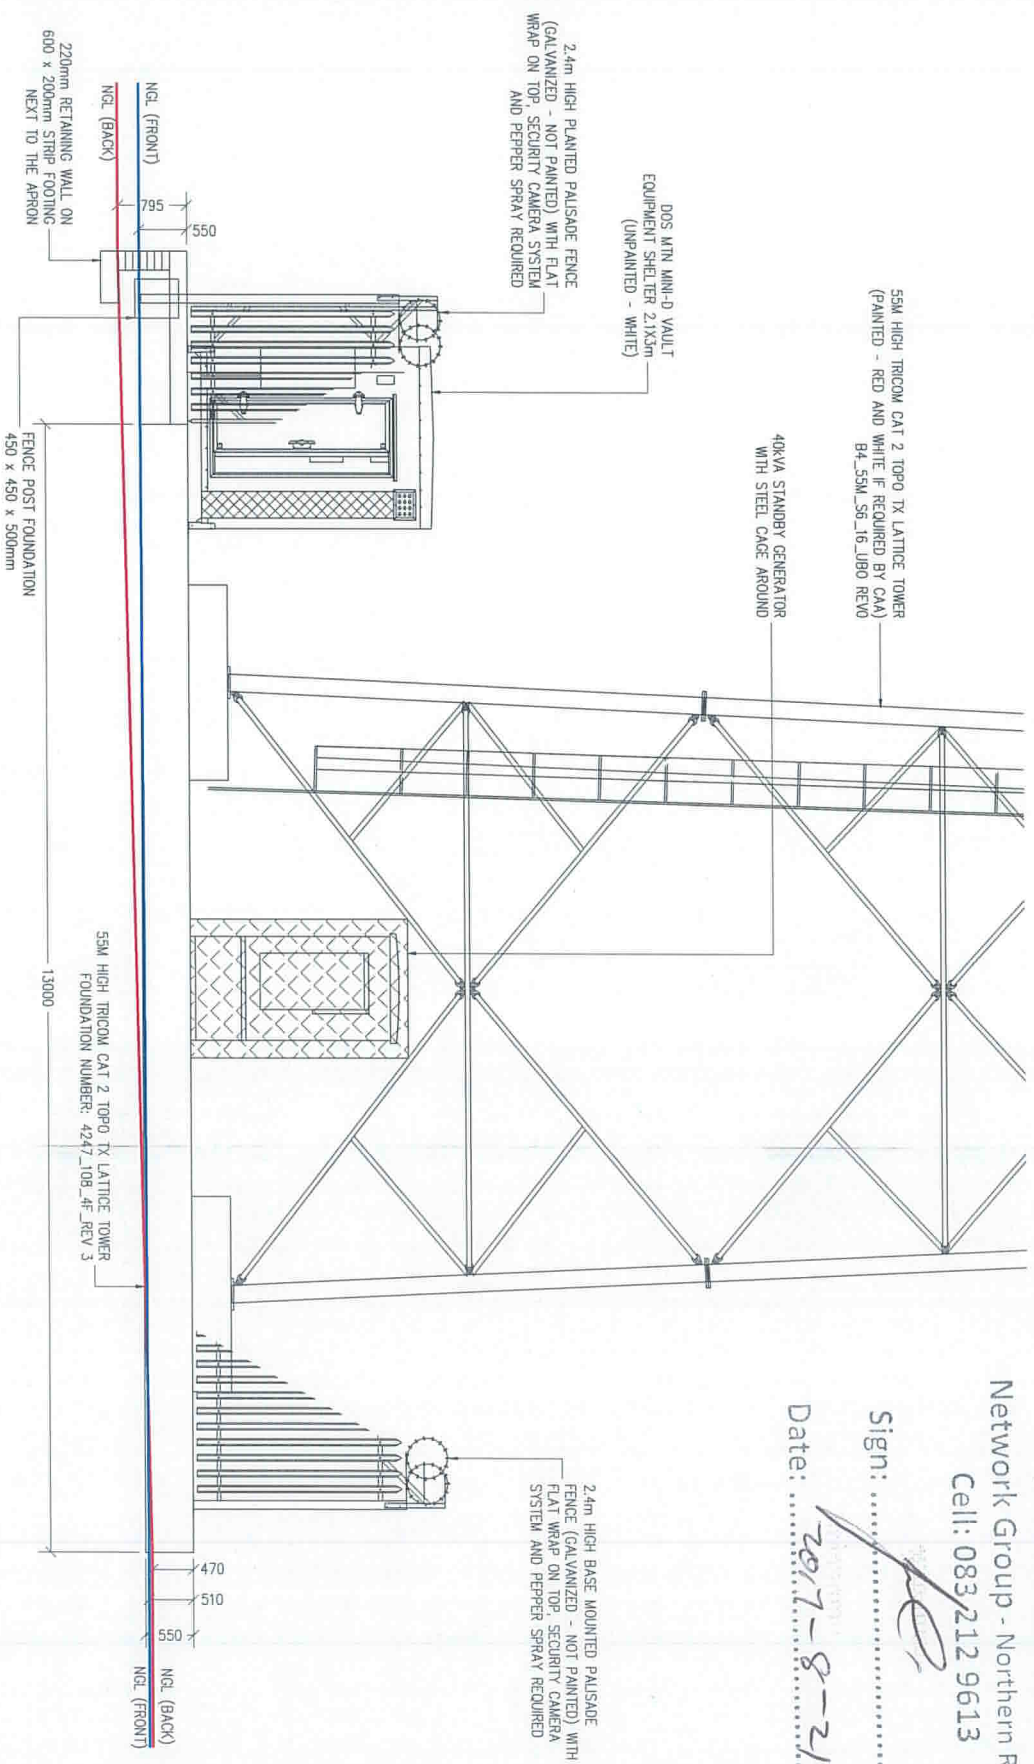 Network Group - Northern R
Cell: 083/212 9613
Sign:
Date: 2017-8-21
55M HIGH TRICOM CAT 2 TOPO TX LATTICE TOWER
(PAINTED - RED AND WHITE IF REQUIRED BY CAA)
B4_55M_S6_16_UB0 REV0
40kVA STANDBY GENERATOR
WITH STEEL CAGE AROUND
DOS MTN MINI-D VAULT
EQUIPMENT SHELTER 2.1X3m
(UNPAINTED - WHITE)
2.4m HIGH PLANTED PALISADE FENCE
(GALVANIZED - NOT PAINTED) WITH FLAT
WRAP ON TOP, SECURITY CAMERA SYSTEM
AND PEPPER SPRAY REQUIRED
2.4m HIGH BASE MOUNTED PALISADE
FENCE (GALVANIZED - NOT PAINTED) WITH
FLAT WRAP ON TOP, SECURITY CAMERA
SYSTEM AND PEPPER SPRAY REQUIRED
795
550
NGL (FRONT)
NGL (BACK)
470
510
550
NGL (BACK)
NGL (FRONT)
220mm RETAINING WALL ON
600 x 200mm STRIP FOOTING
NEXT TO THE APRON
FENCE POST FOUNDATION
450 x 450 x 500mm
13000
55M HIGH TRICOM CAT 2 TOPO TX LATTICE TOWER
FOUNDATION NUMBER: 4247_108_4F_REV 3